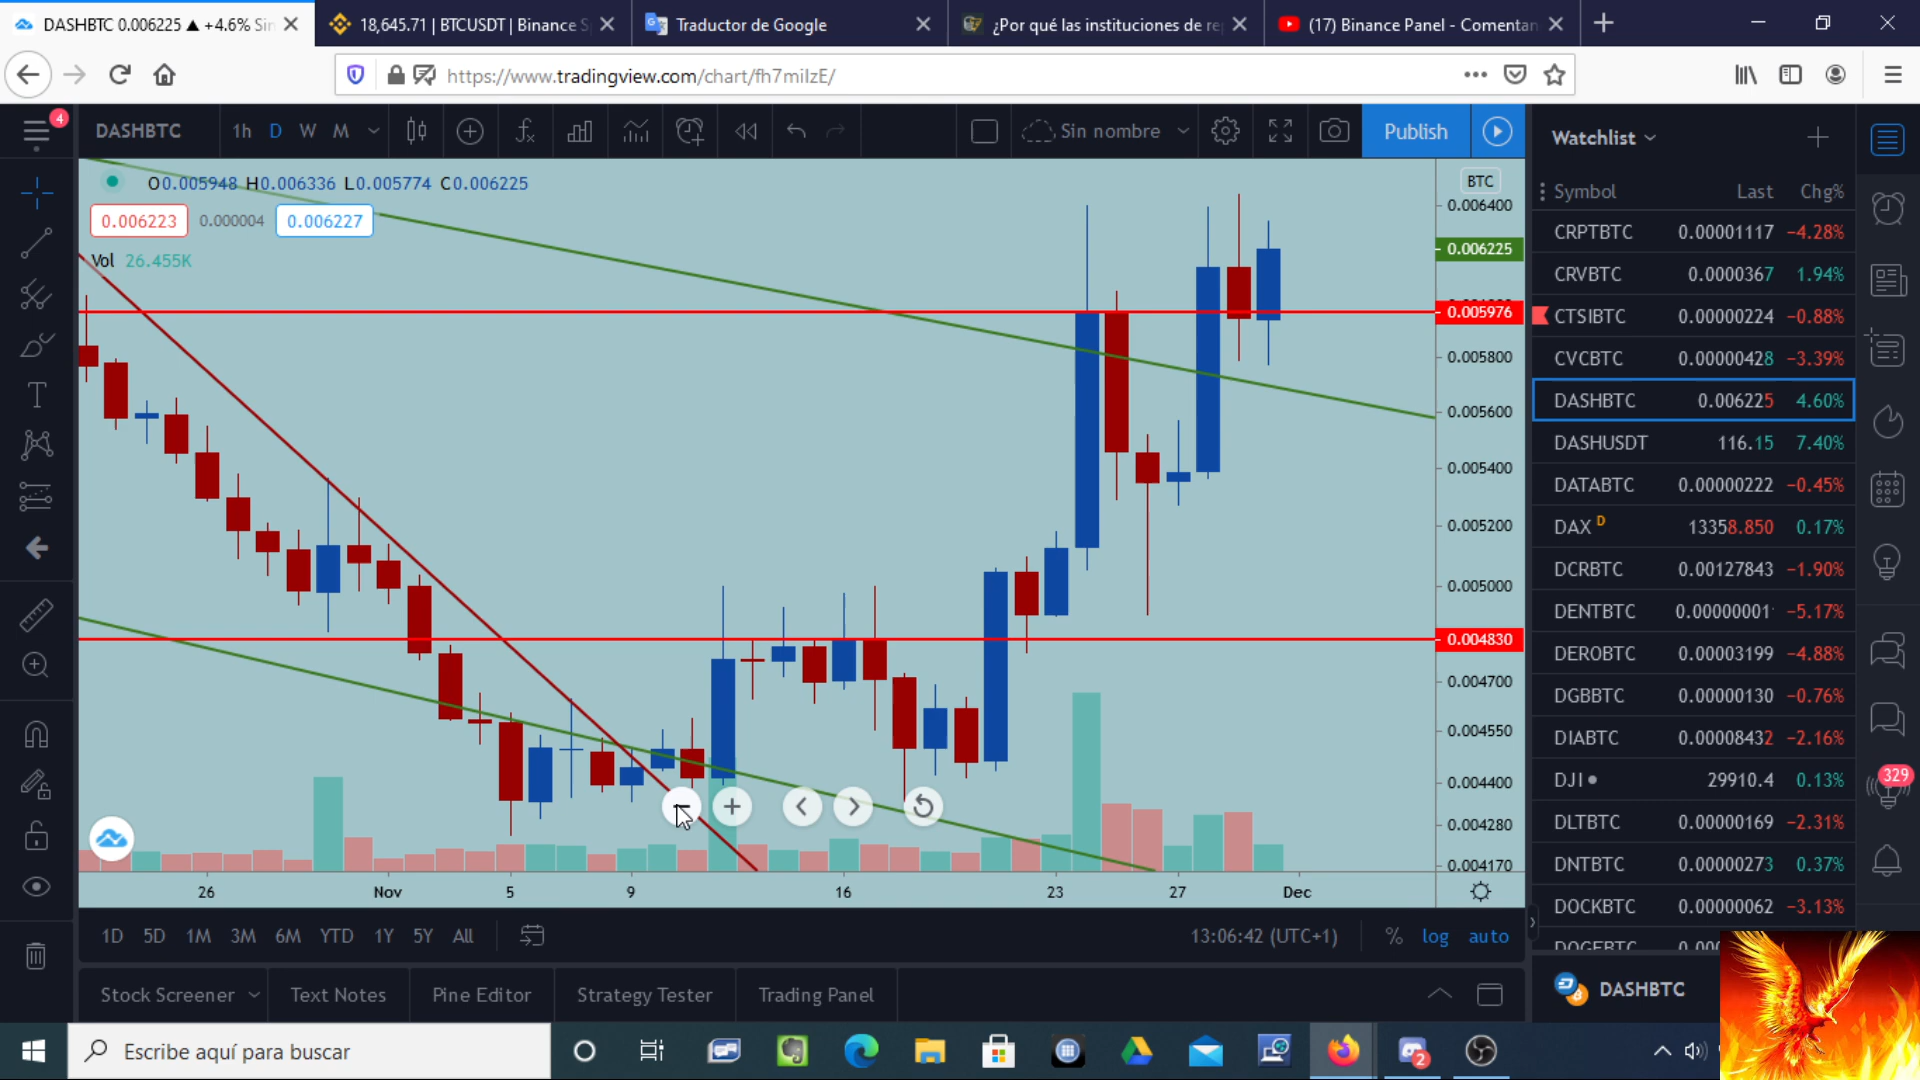 DASHBTC 0.006225 ▲ +4.6% Sin
18,645.71 | BTCUSDT | Binance S
Traductor de Google
¿Por qué las instituciones de re
(17) Binance Panel - Comentan
https://www.tradingview.com/chart/fh7miIzE/
4
DASHBTC
1h D W M
Sin nombre
Publish
O0.005948 H0.006336 L0.005774 C0.006225
0.006223 0.000004 0.006227
Vol 26.455K
BTC
0.006400
0.006225
0.005976
0.005800
0.005600
0.005400
0.005200
0.005000
0.004830
0.004700
0.004550
0.004400
0.004280
0.004170
26 Nov 5 9 16 23 27 Dec
1D 5D 1M 3M 6M YTD 1Y 5Y All
13:06:42 (UTC+1) % log auto
Stock Screener Text Notes Pine Editor Strategy Tester Trading Panel
Watchlist
Symbol Last Chg%
CRPTBTC 0.00001117 −4.28%
CRVBTC 0.0000367 1.94%
CTSIBTC 0.00000224 −0.88%
CVCBTC 0.00000428 −3.39%
DASHBTC 0.006225 4.60%
DASHUSDT 116.15 7.40%
DATABTC 0.00000222 −0.45%
DAX D 13358.850 0.17%
DCRBTC 0.00127843 −1.90%
DENTBTC 0.00000001 −5.17%
DEROBTC 0.00003199 −4.88%
DGBBTC 0.00000130 −0.76%
DIABTC 0.00008432 −2.16%
DJI 29910.4 0.13%
DLTBTC 0.00000169 −2.31%
DNTBTC 0.00000273 0.37%
DOCKBTC 0.00000062 −3.13%
DASHBTC
329
Escribe aquí para buscar
2